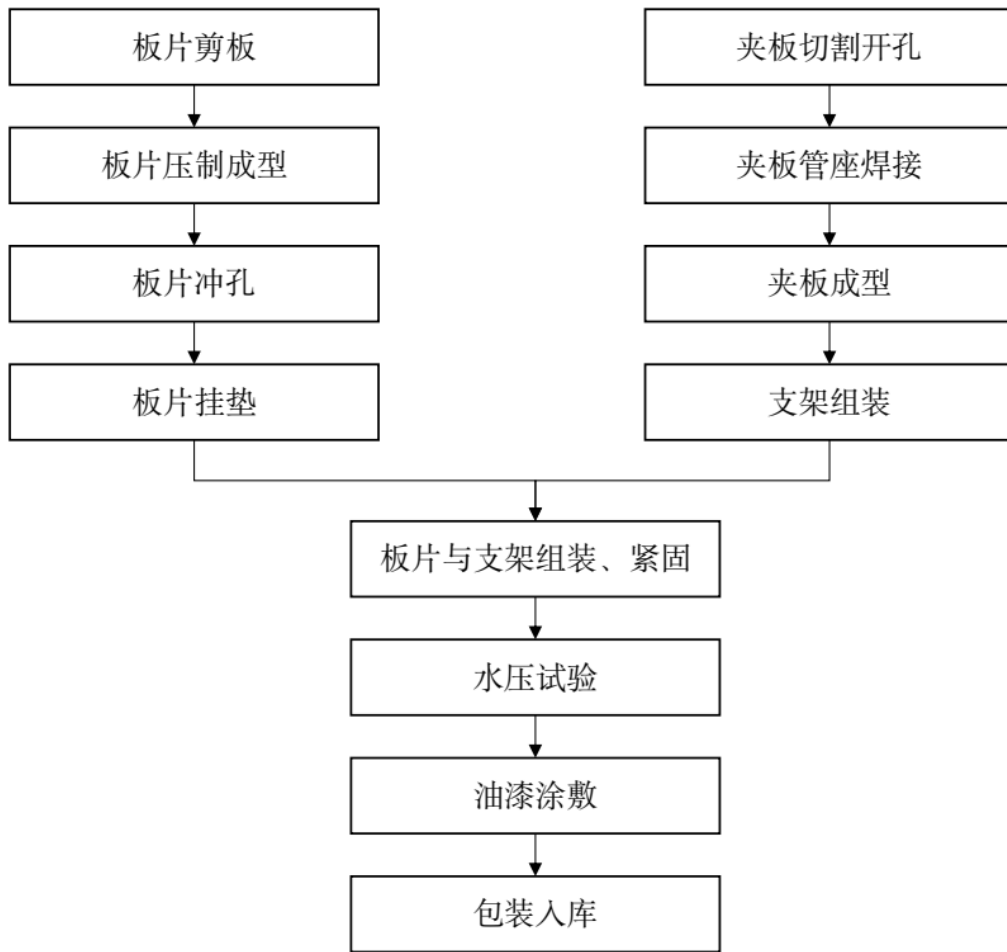 板片剪板
板片压制成型
板片冲孔
板片挂垫
夹板切割开孔
夹板管座焊接
夹板成型
支架组装
板片与支架组装、紧固
水压试验
油漆涂敷
包装入库